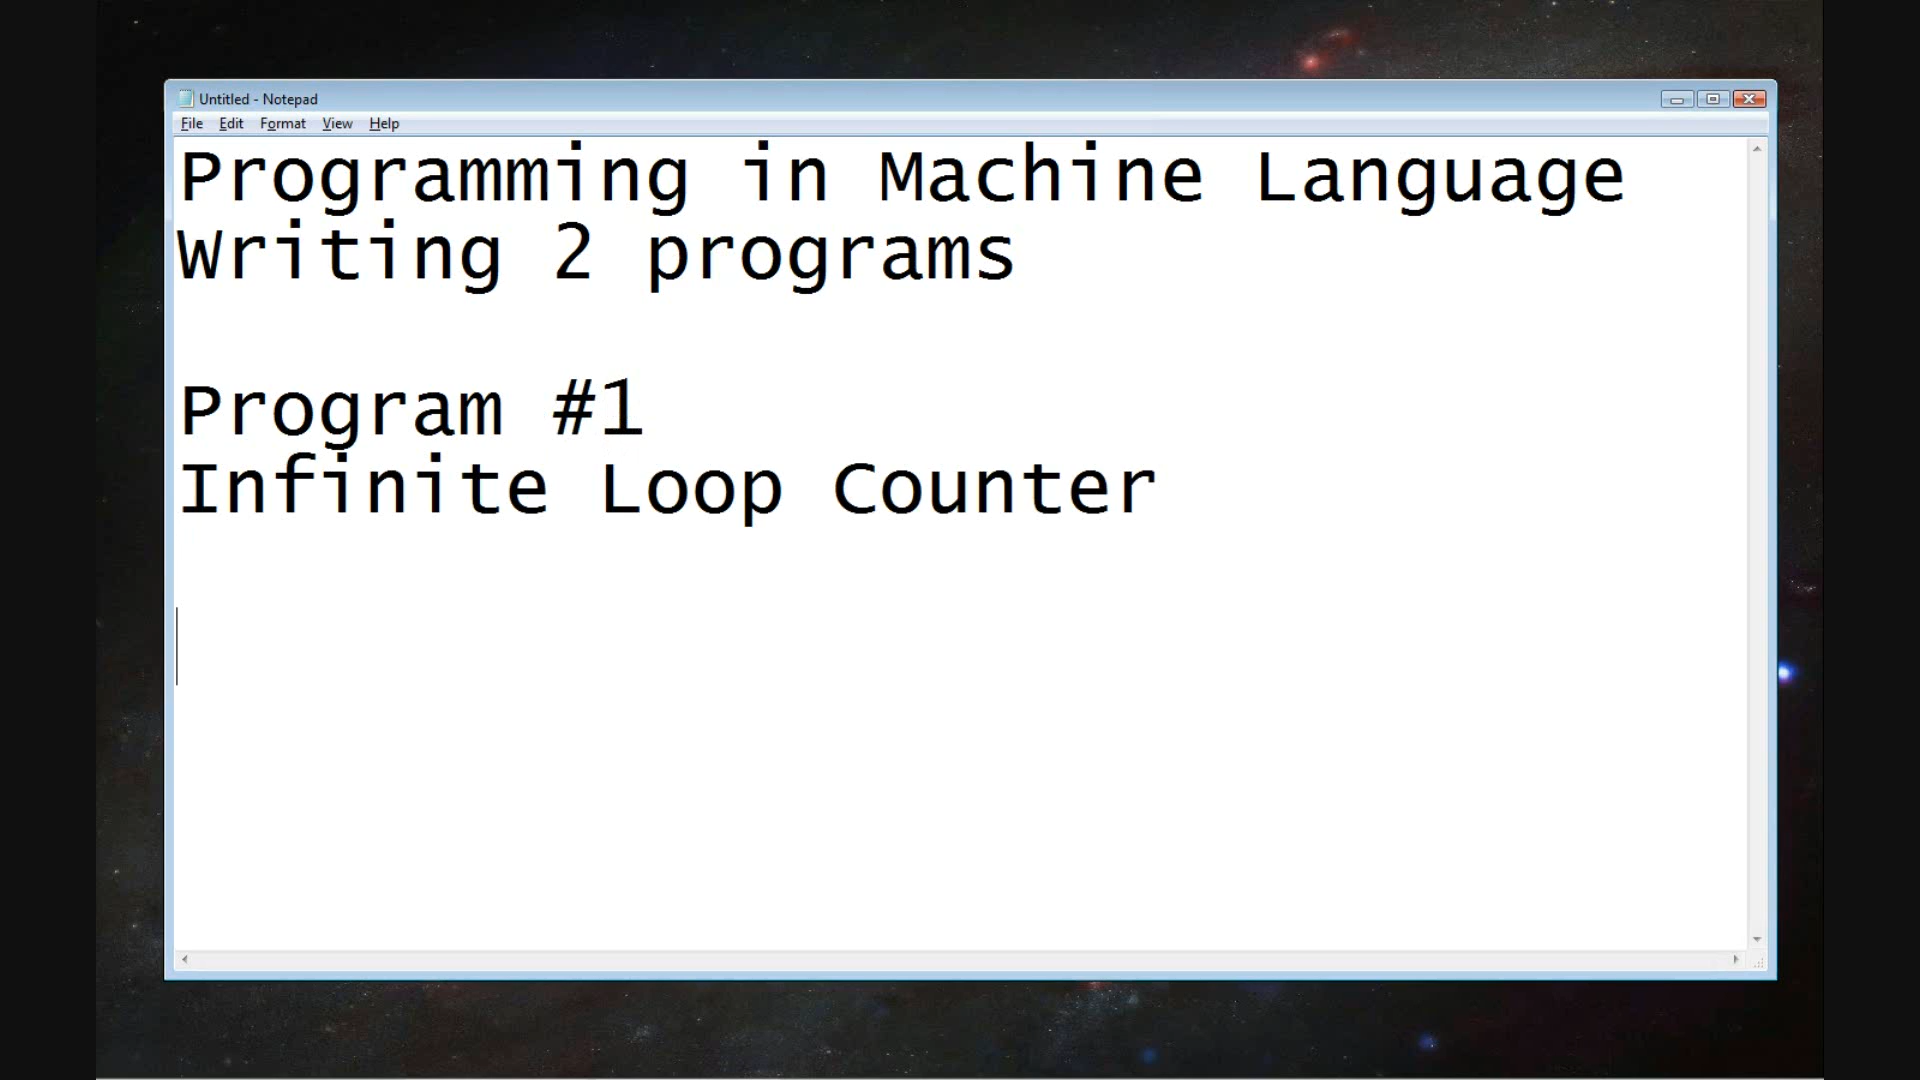 Untitled - Notepad
File Edit Format View Help
Programming in Machine Language
Writing 2 programs
Program #1
Infinite Loop Counter